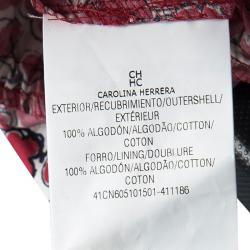 CH
HC
CAROLINA HERRERA
EXTERIOR/RECUBRIMIENTO/OUTERSHELL/
EXTÉRIEUR
100% ALGODÓN/ALGODÃO/COTTON/
COTON
FORRO/LINING/DOUBLURE
100% ALGODÓN/ALGODÃO/COTTON/
COTON
41CN605101501-411186